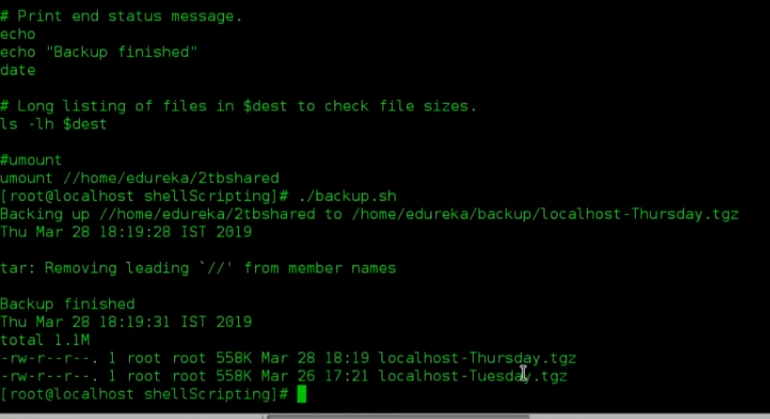 # Print end status message.
echo
echo "Backup finished"
date
# Long listing of files in $dest to check file sizes.
ls -lh $dest
#umount
umount //home/edureka/2tbshared
[root@localhost shellScripting]# ./backup.sh
Backing up //home/edureka/2tbshared to /home/edureka/backup/localhost-Thursday.tgz
Thu Mar 28 18:19:28 IST 2019
tar: Removing leading `//' from member names
Backup finished
Thu Mar 28 18:19:31 IST 2019
total 1.1M
-rw-r--r--. 1 root root 558K Mar 28 18:19 localhost-Thursday.tgz
-rw-r--r--. 1 root root 558K Mar 26 17:21 localhost-Tuesday.tgz
[root@localhost shellScripting]#